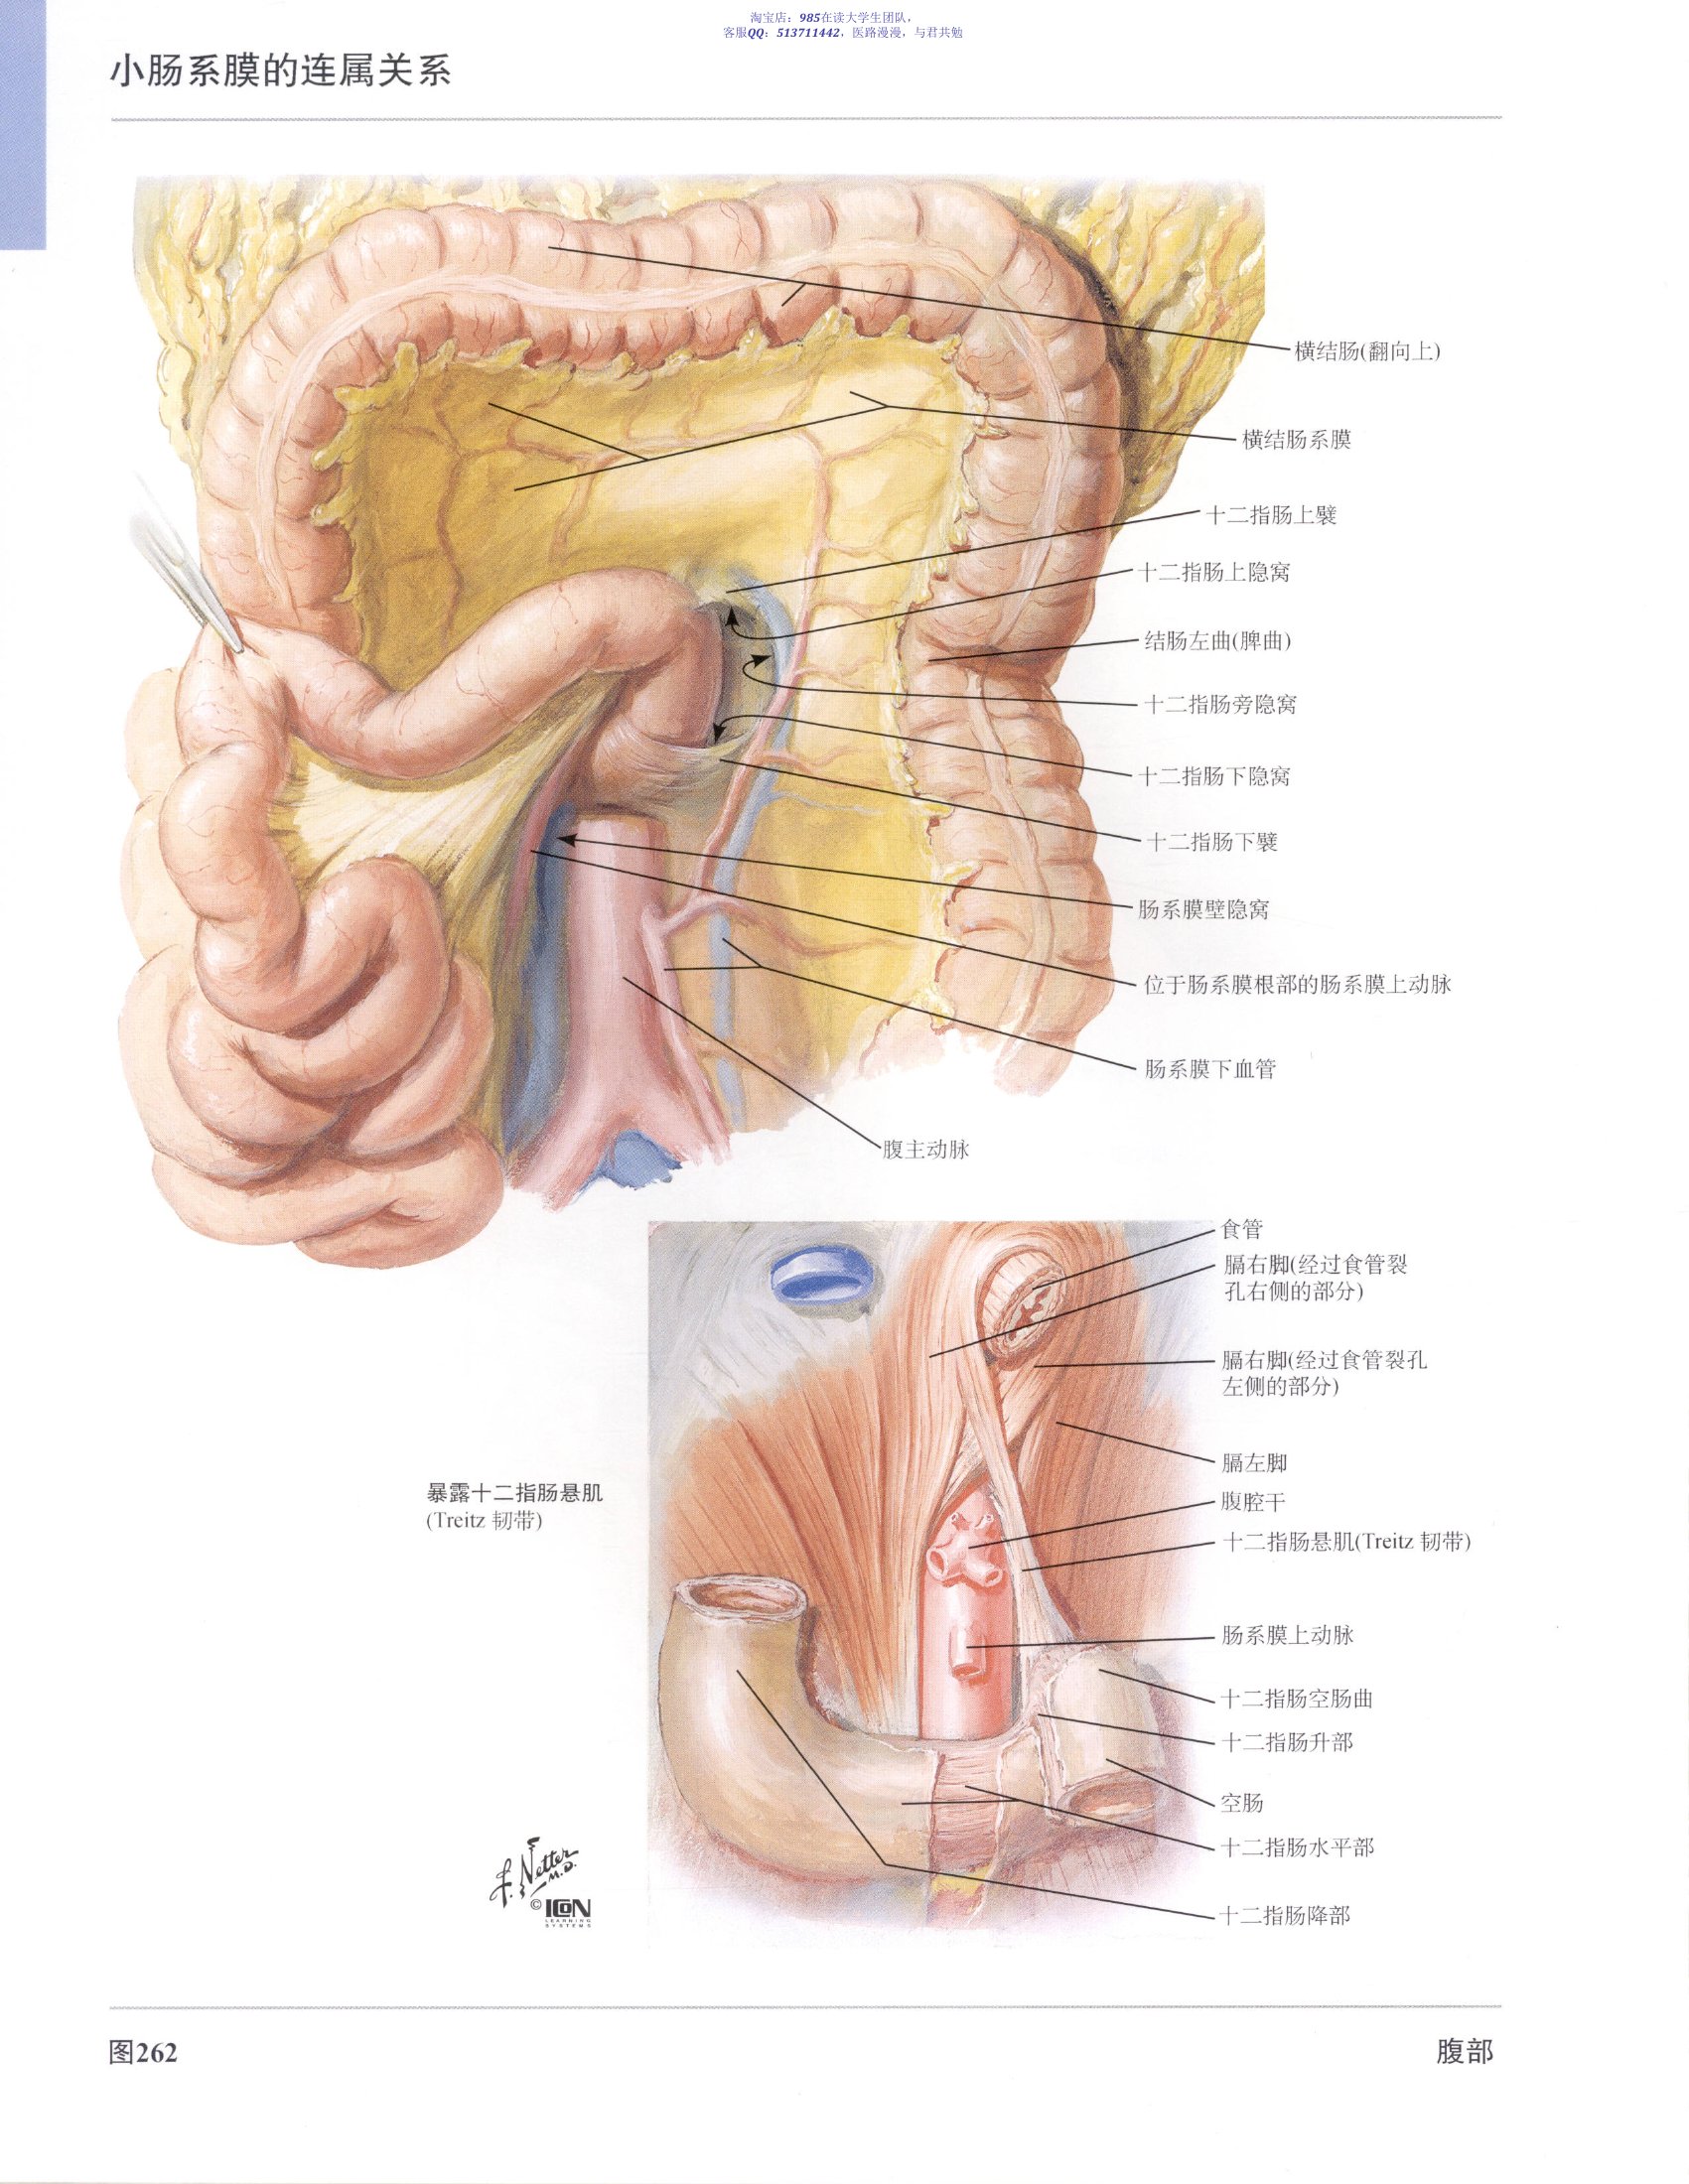 淘宝店：985在读大学生团队，
客服QQ：513711442，医路漫漫，与君共勉
小肠系膜的连属关系
横结肠(翻向上)
横结肠系膜
十二指肠上襞
十二指肠上隐窝
结肠左曲(脾曲)
十二指肠旁隐窝
十二指肠下隐窝
十二指肠下襞
肠系膜壁隐窝
位于肠系膜根部的肠系膜上动脉
肠系膜下血管
腹主动脉
食管
膈右脚(经过食管裂
孔右侧的部分)
膈右脚(经过食管裂孔
左侧的部分)
膈左脚
腹腔干
十二指肠悬肌(Treitz 韧带)
肠系膜上动脉
十二指肠空肠曲
十二指肠升部
空肠
十二指肠水平部
十二指肠降部
暴露十二指肠悬肌
(Treitz 韧带)
F. Netter
M.D.
© ICON
LEARNING
SYSTEMS
图262
腹部